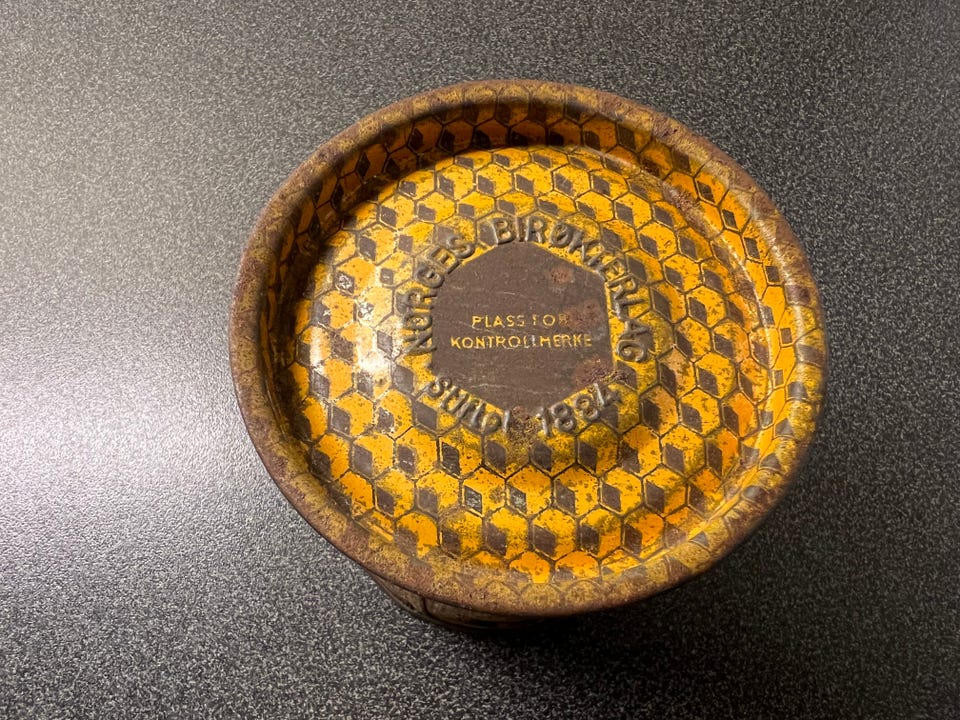 NORGES BIRØKTERLAG
PLASS FOR
KONTROLLMERKE
Stiftet 1884